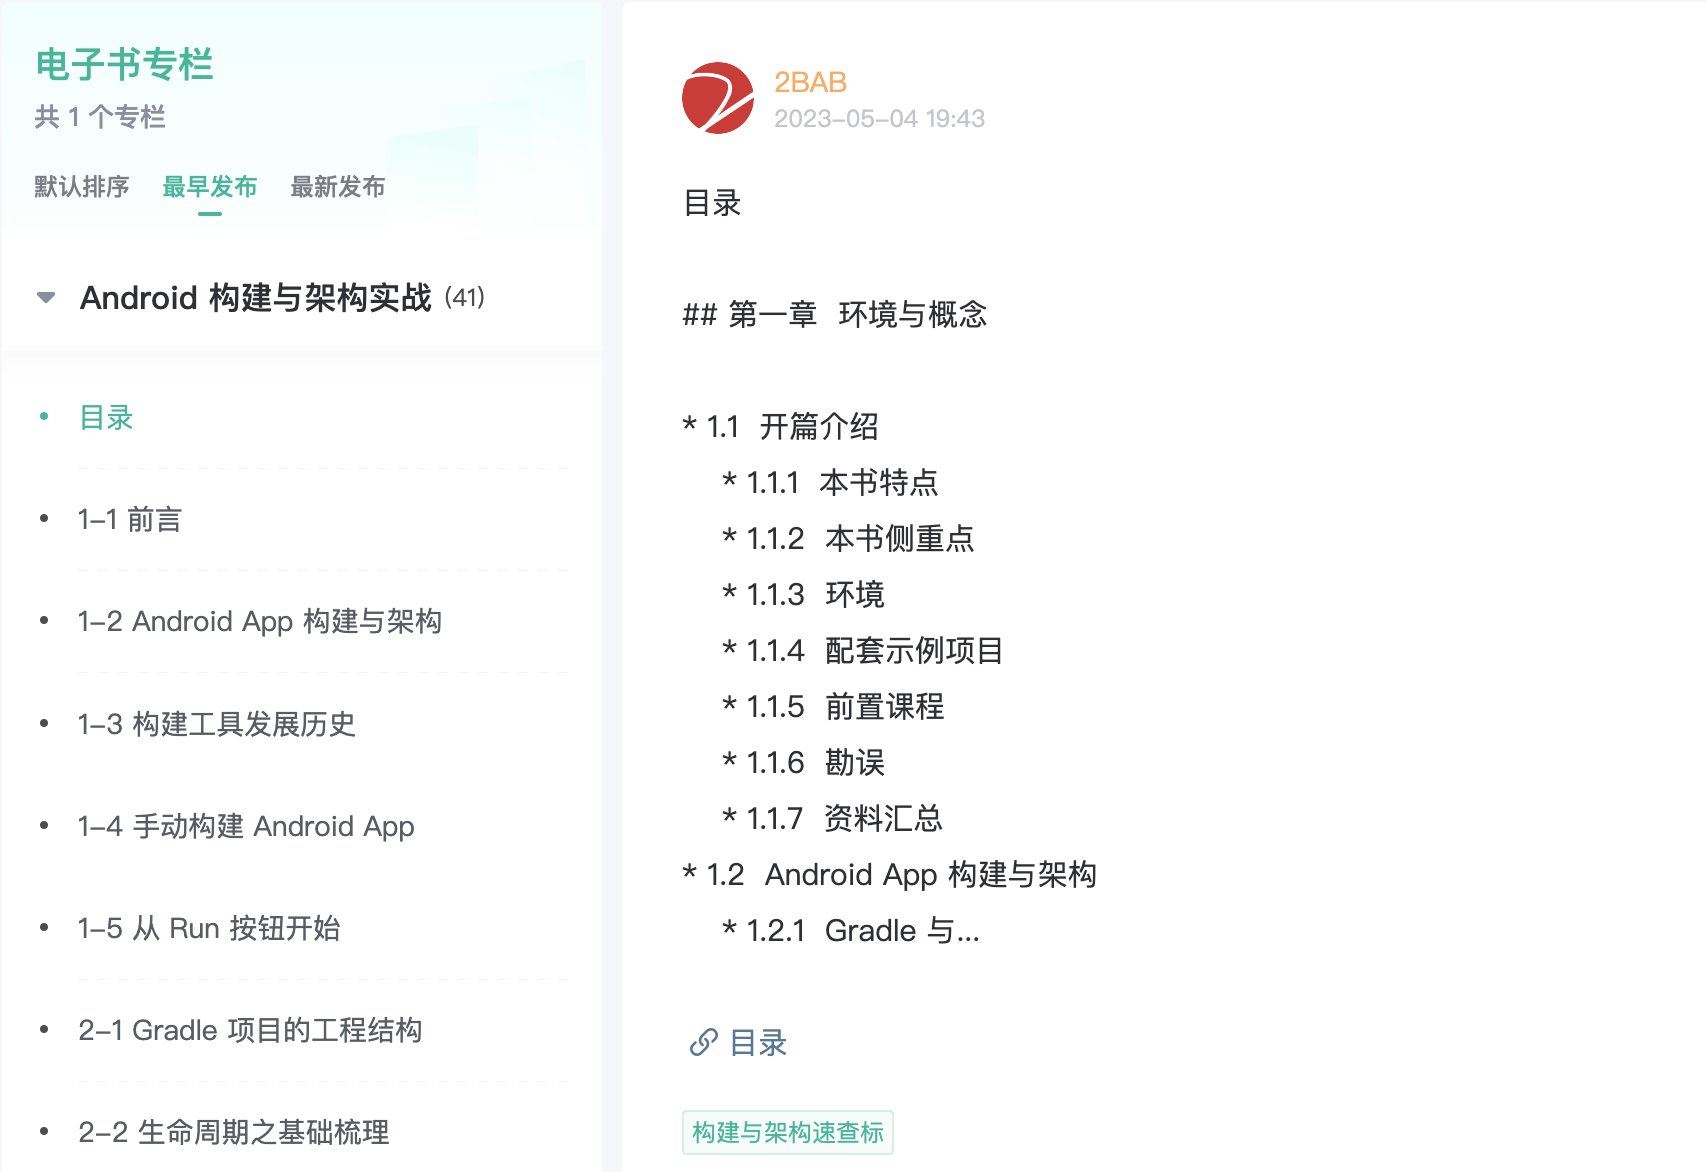 电子书专栏
共 1 个专栏
默认排序 最早发布 最新发布
Android 构建与架构实战 (41)
目录
1-1 前言
1-2 Android App 构建与架构
1-3 构建工具发展历史
1-4 手动构建 Android App
1-5 从 Run 按钮开始
2-1 Gradle 项目的工程结构
2-2 生命周期之基础梳理
2BAB
2023-05-04 19:43
目录
## 第一章 环境与概念
* 1.1 开篇介绍
* 1.1.1 本书特点
* 1.1.2 本书侧重点
* 1.1.3 环境
* 1.1.4 配套示例项目
* 1.1.5 前置课程
* 1.1.6 勘误
* 1.1.7 资料汇总
* 1.2 Android App 构建与架构
* 1.2.1 Gradle 与...
目录
构建与架构速查标